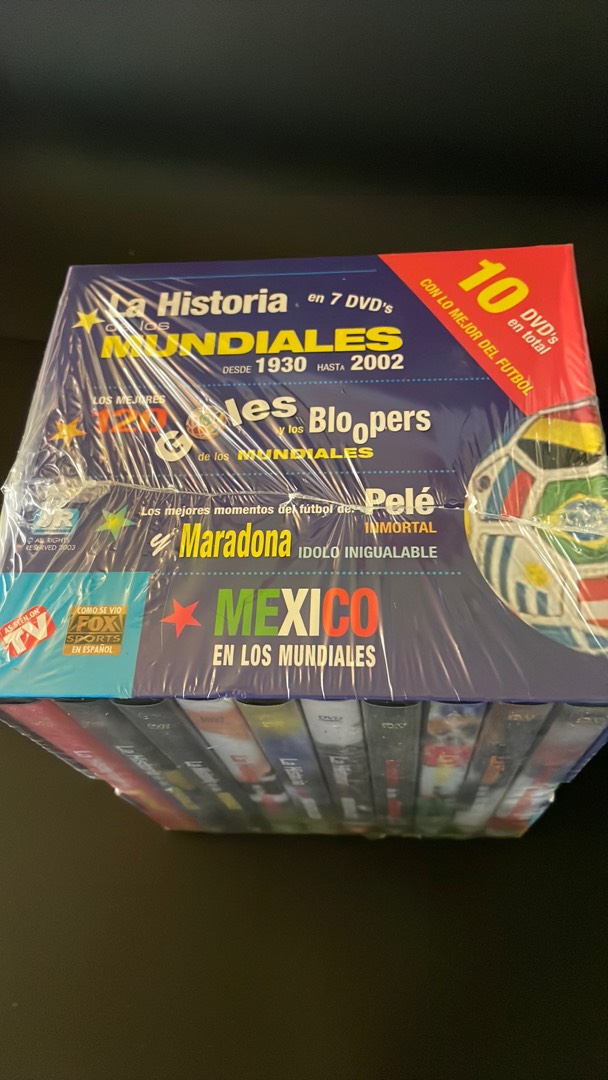 La Historia en 7 DVD's
de los
MUNDIALES
DESDE 1930 HASTA 2002
10 DVD's
en total
CON LO MEJOR DEL FUTBOL
LOS MEJORES
120 Goles y los Bloopers
de los MUNDIALES
Los mejores momentos del fútbol de: Pelé
INMORTAL
y Maradona IDOLO INIGUALABLE
© ALL RIGHTS
RESERVED 2003
AS SEEN ON
TV
COMO SE VIO
FOX
SPORTS
EN ESPAÑOL
MEXICO
EN LOS MUNDIALES